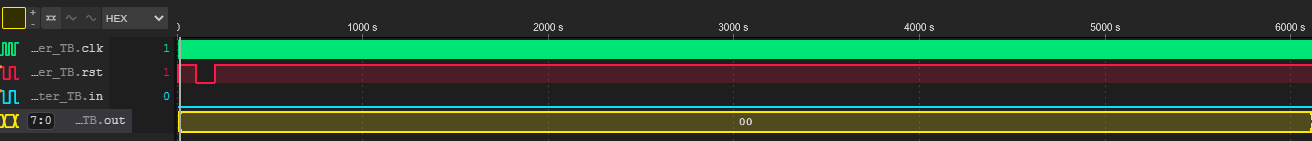 +
-
HEX
0
1000 s
2000 s
3000 s
4000 s
5000 s
6000 s
…er_TB.clk 1
…er_TB.rst 1
…ter_TB.in 0
7:0 …TB.out
00